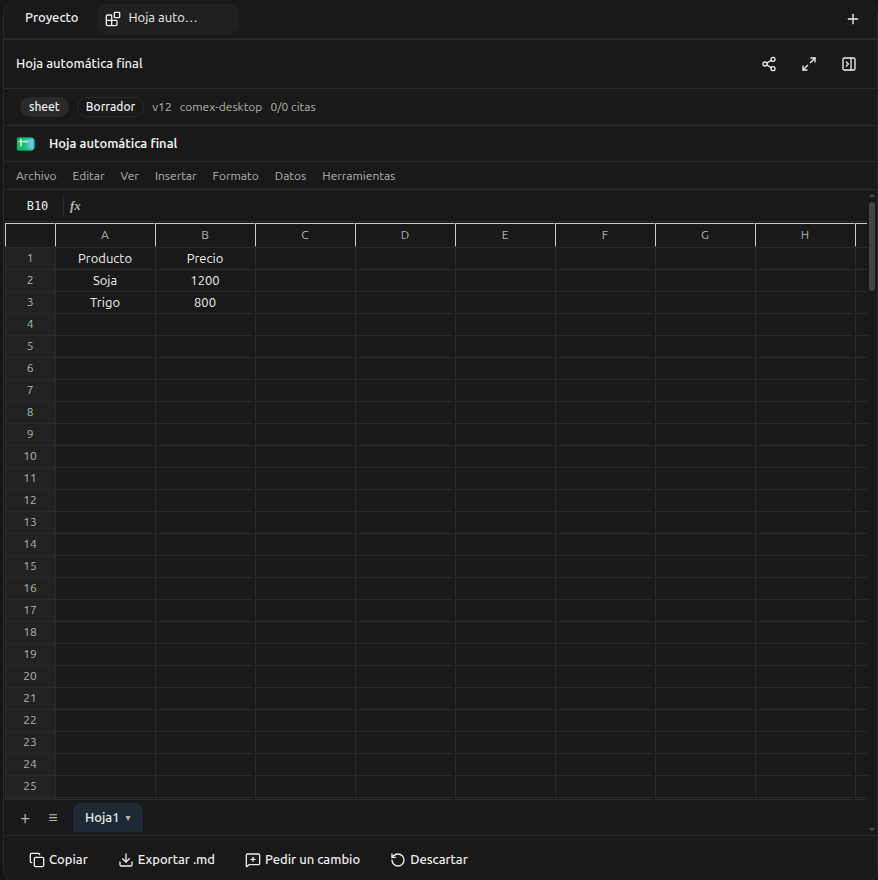 Proyecto Hoja auto...
Hoja automática final
sheet Borrador v12 comex-desktop 0/0 citas
Hoja automática final
Archivo Editar Ver Insertar Formato Datos Herramientas
B10 fx
A B C D E F G H
1 Producto Precio
2 Soja 1200
3 Trigo 800
4
5
6
7
8
9
10
11
12
13
14
15
16
17
18
19
20
21
22
23
24
25
Hoja1
Copiar Exportar .md Pedir un cambio Descartar